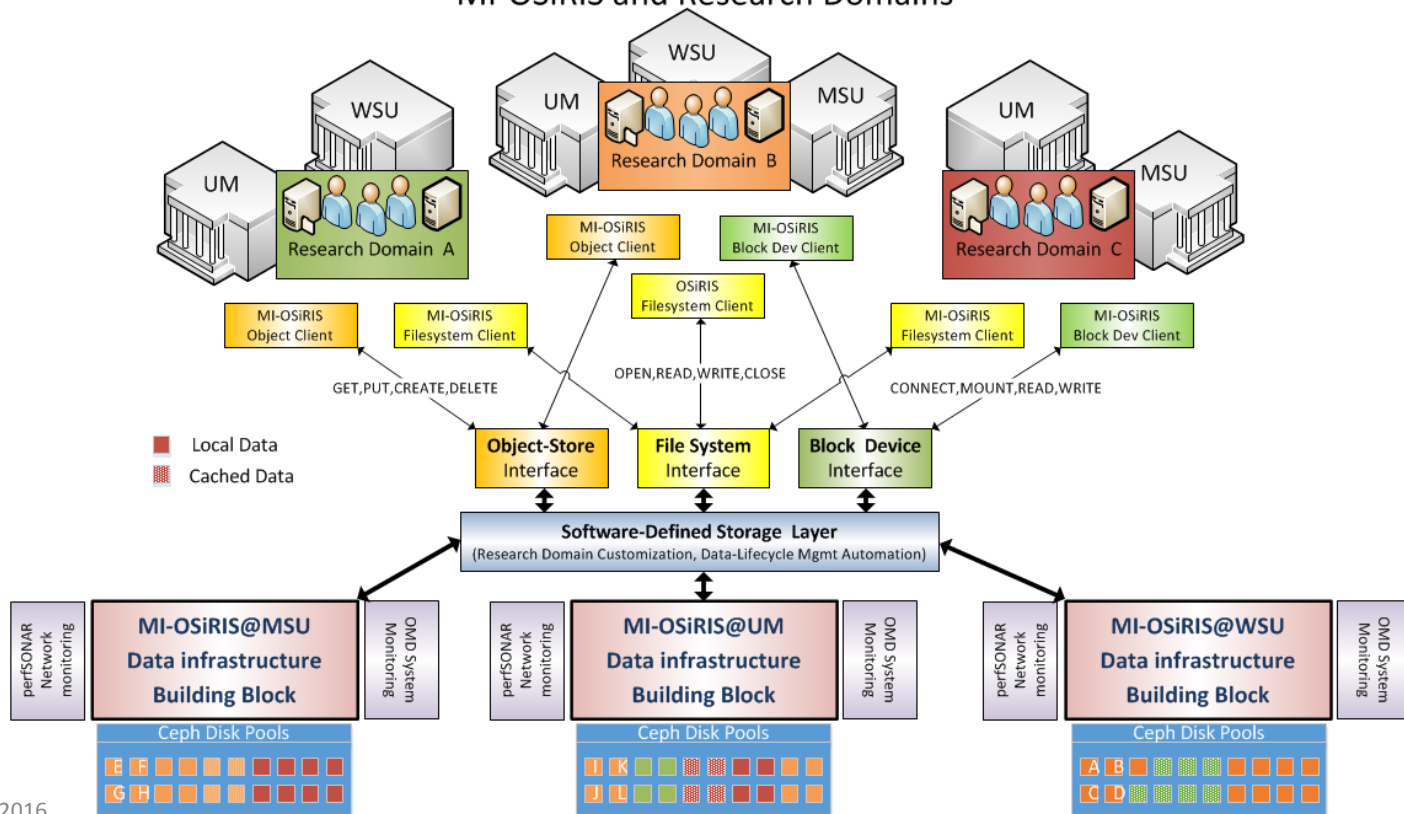 MI-OSiRIS and Research Domains
WSU
UM
MSU
WSU
UM
UM
MSU
Research Domain B
Research Domain A
Research Domain C
MI-OSiRIS
Object Client
MI-OSiRIS
Block Dev Client
OSiRIS
Filesystem Client
MI-OSiRIS
Object Client
MI-OSiRIS
Filesystem Client
MI-OSiRIS
Filesystem Client
MI-OSiRIS
Block Dev Client
GET,PUT,CREATE,DELETE
OPEN,READ,WRITE,CLOSE
CONNECT,MOUNT,READ,WRITE
Local Data
Cached Data
Object-Store
Interface
File System
Interface
Block Device
Interface
Software-Defined Storage Layer
(Research Domain Customization, Data-Lifecycle Mgmt Automation)
perfSONAR
Network
monitoring
MI-OSiRIS@MSU
Data infrastructure
Building Block
OMD System
Monitoring
perfSONAR
Network
monitoring
MI-OSiRIS@UM
Data infrastructure
Building Block
OMD System
Monitoring
perfSONAR
Network
monitoring
MI-OSiRIS@WSU
Data infrastructure
Building Block
OMD System
Monitoring
Ceph Disk Pools
E F
G H
Ceph Disk Pools
I K
J L
Ceph Disk Pools
A B
C D
2016